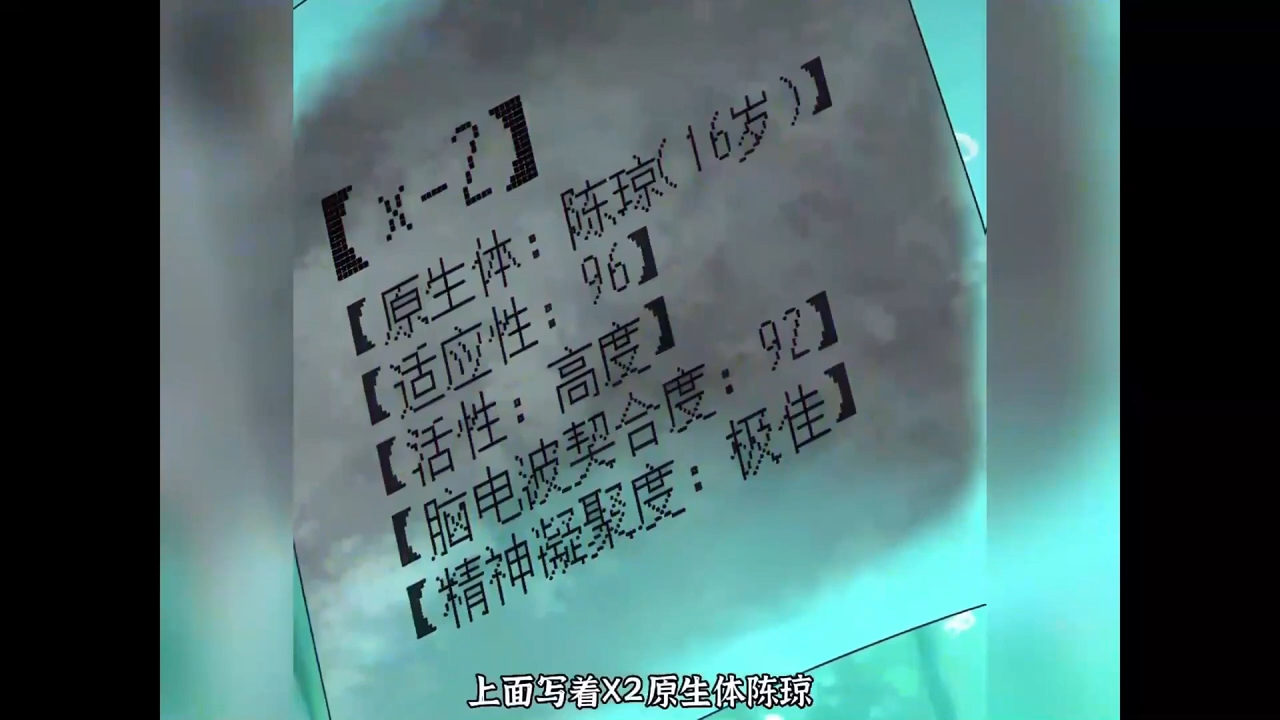 【x-2】
【原生体：陈琼(16岁)】
【适应性：96】
【活性：高度】
【脑电波契合度：92】
【精神凝聚度：极佳】
上面写着X2原生体陈琼